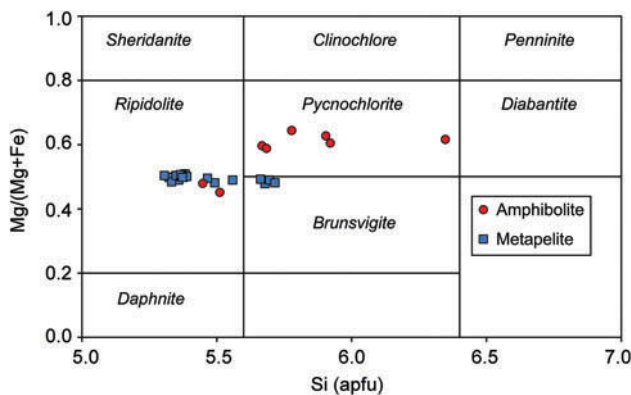 1.0
Sheridanite Clinochlore Penninite
0.8
Ripidolite Pycnochlorite Diabantite
0.6
Mg/(Mg+Fe)
0.4
Amphibolite
Brunsvigite
Metapelite
0.2
Daphnite
0.0
5.0 5.5 6.0 6.5 7.0
Si (apfu)